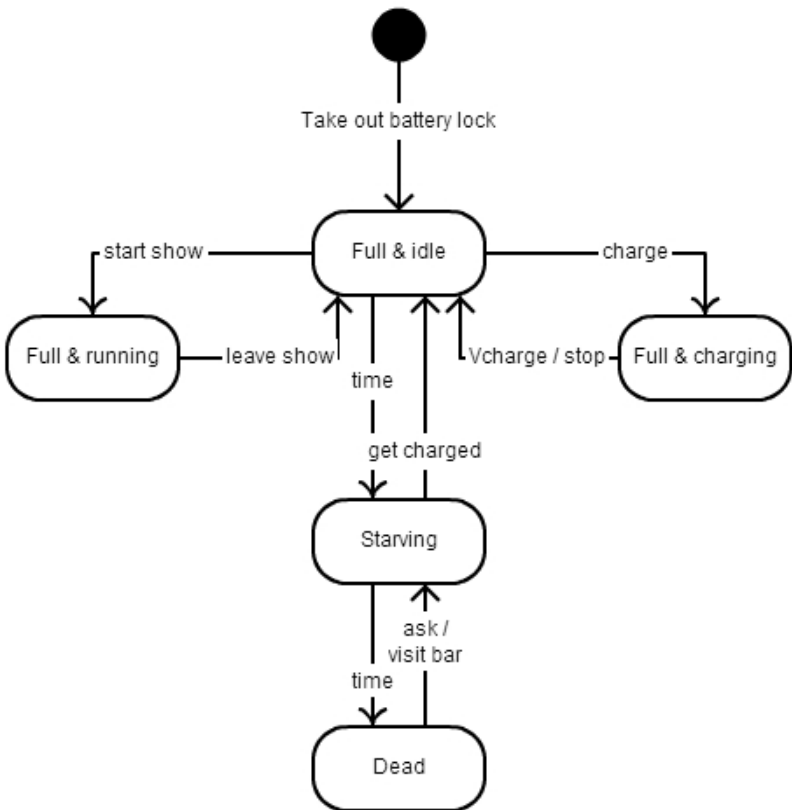 Take out battery lock
Full & idle
start show
charge
Full & running
leave show
time
Vcharge / stop
Full & charging
get charged
Starving
ask /
visit bar
time
Dead